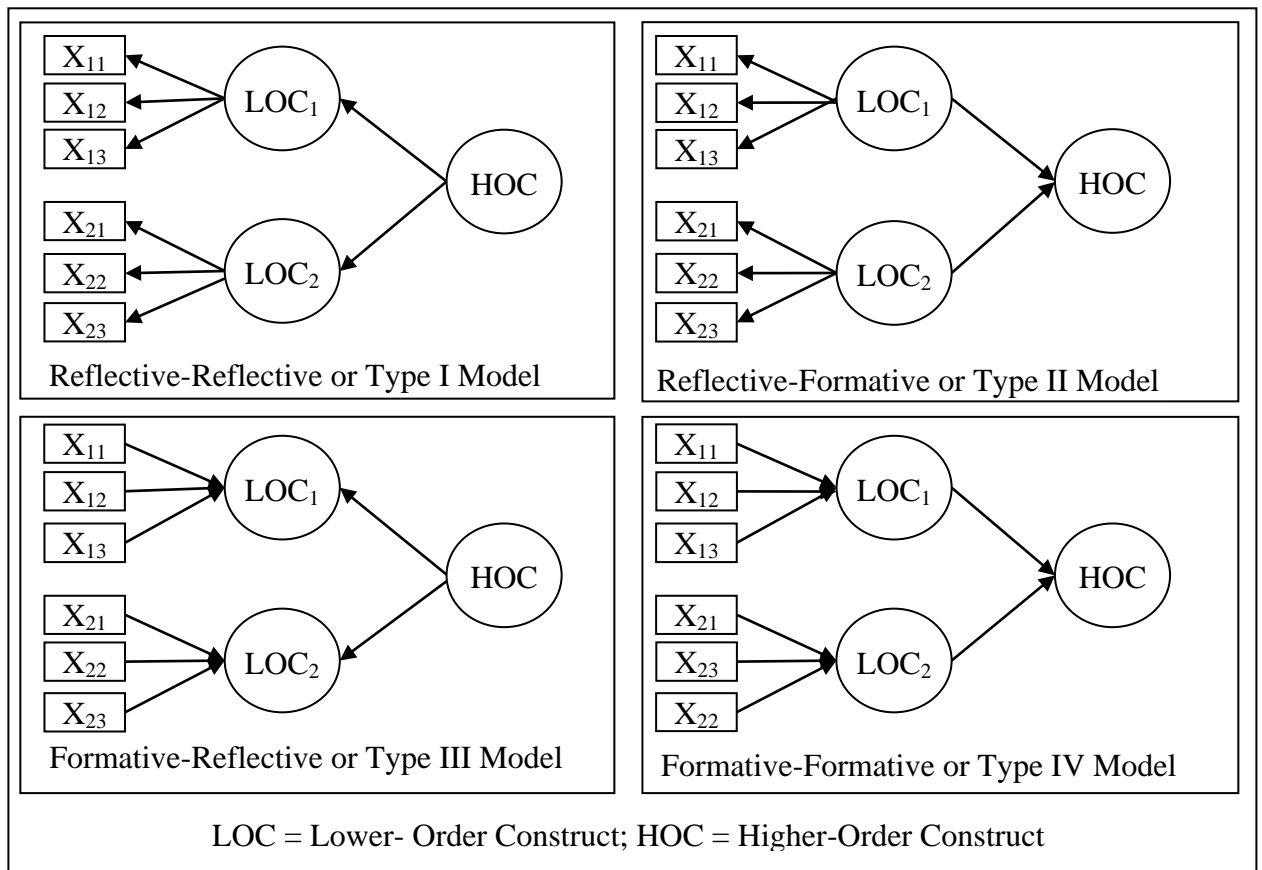 X₁₁
X₁₂
X₁₃
LOC₁
HOC
X₂₁
X₂₂
X₂₃
LOC₂
Reflective-Reflective or Type I Model
X₁₁
X₁₂
X₁₃
LOC₁
HOC
X₂₁
X₂₂
X₂₃
LOC₂
Reflective-Formative or Type II Model
X₁₁
X₁₂
X₁₃
LOC₁
HOC
X₂₁
X₂₂
X₂₃
LOC₂
Formative-Reflective or Type III Model
X₁₁
X₁₂
X₁₃
LOC₁
HOC
X₂₁
X₂₃
X₂₂
LOC₂
Formative-Formative or Type IV Model
LOC = Lower- Order Construct; HOC = Higher-Order Construct